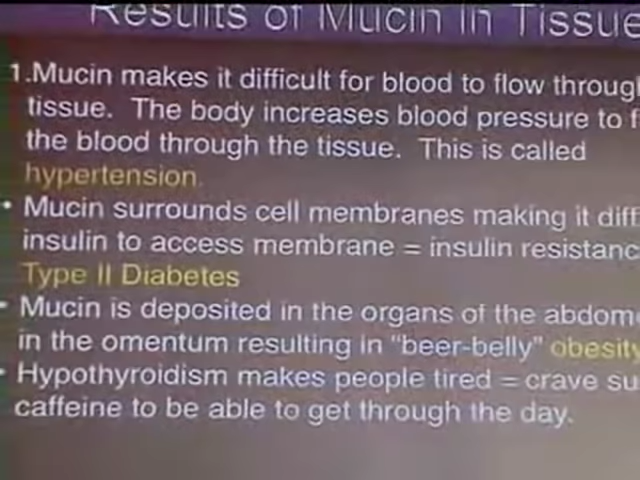 Results of Mucin in Tissue
1.Mucin makes it difficult for blood to flow through
tissue. The body increases blood pressure to
the blood through the tissue. This is called
hypertension.
• Mucin surrounds cell membranes making it
insulin to access membrane = insulin
Type II Diabetes
• Mucin is deposited in the organs of the
in the omentum resulting in "beer-belly" obesity
• Hypothyroidism makes people tired = crave
caffeine to be able to get through the day.